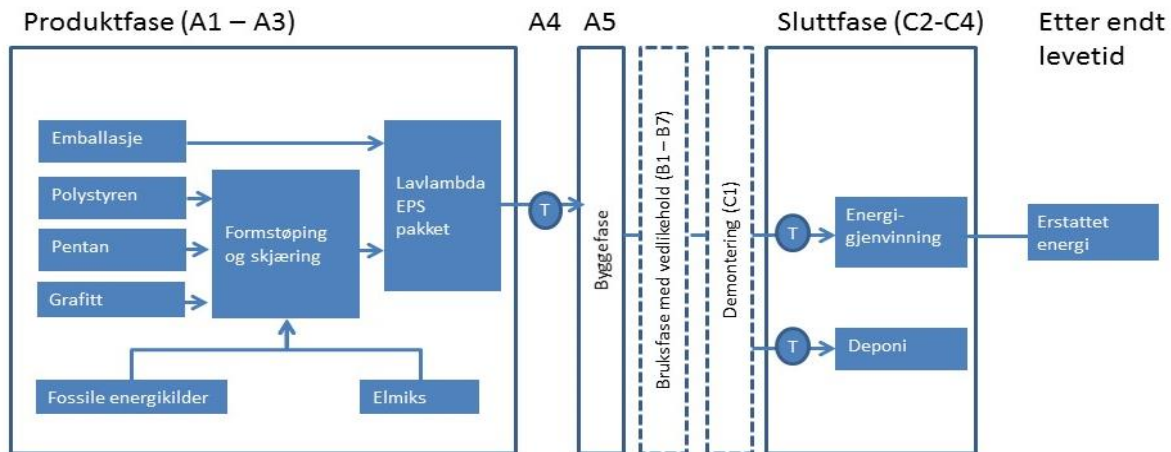 Produktfase (A1 – A3)
A4
A5
Sluttfase (C2-C4)
Etter endt
levetid
Emballasje
Polystyren
Pentan
Grafitt
Formstøping
og skjæring
Lavlambda
EPS
pakket
Fossile energikilder
Elmiks
T
Byggefase
Bruksfase med vedlikehold (B1 – B7)
Demontering (C1)
T
Energi-
gjenvinning
T
Deponi
Erstattet
energi